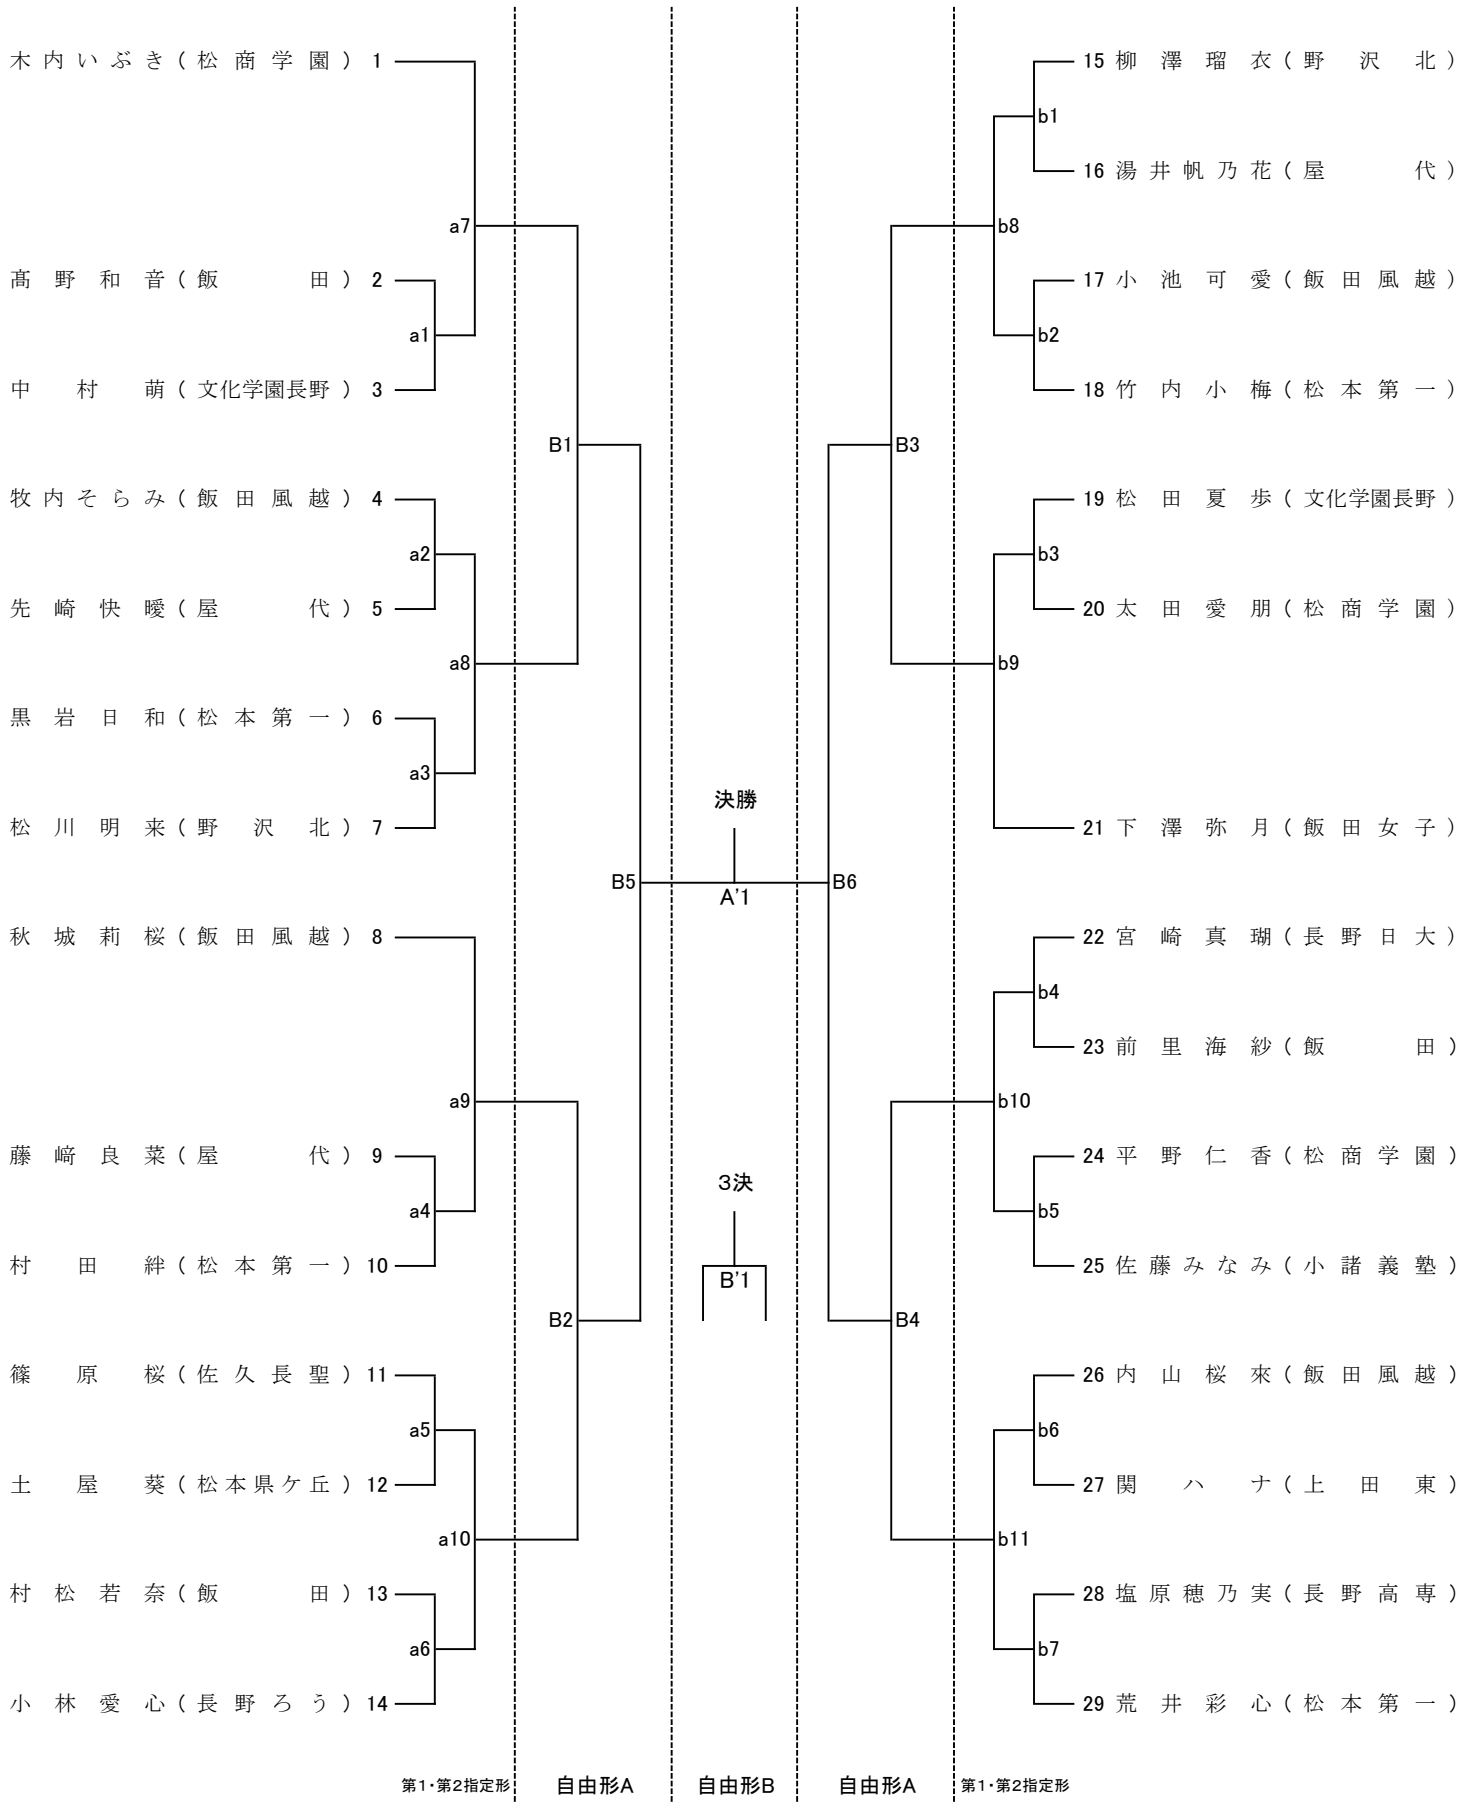 木内いぶき(松商学園) 1
a7
髙野和音(飯田) 2
a1
中村萌(文化学園長野) 3
B1
牧内そらみ(飯田風越) 4
a2
先崎快曖(屋代) 5
a8
黒岩日和(松本第一) 6
a3
松川明来(野沢北) 7
B5
秋城莉桜(飯田風越) 8
a9
藤﨑良菜(屋代) 9
a4
村田絆(松本第一) 10
B2
篠原桜(佐久長聖) 11
a5
土屋葵(松本県ケ丘) 12
a10
村松若奈(飯田) 13
a6
小林愛心(長野ろう) 14
決勝
A'1
3決
B'1
15 柳澤瑠衣(野沢北)
b1
16 湯井帆乃花(屋代)
b8
17 小池可愛(飯田風越)
b2
18 竹内小梅(松本第一)
B3
19 松田夏歩(文化学園長野)
b3
20 太田愛朋(松商学園)
b9
21 下澤弥月(飯田女子)
B6
22 宮崎真瑚(長野日大)
b4
23 前里海紗(飯田)
b10
24 平野仁香(松商学園)
b5
25 佐藤みなみ(小諸義塾)
B4
26 内山桜來(飯田風越)
b6
27 関ハナ(上田東)
b11
28 塩原穂乃実(長野高専)
b7
29 荒井彩心(松本第一)
第1・第2指定形 自由形A 自由形B 自由形A 第1・第2指定形